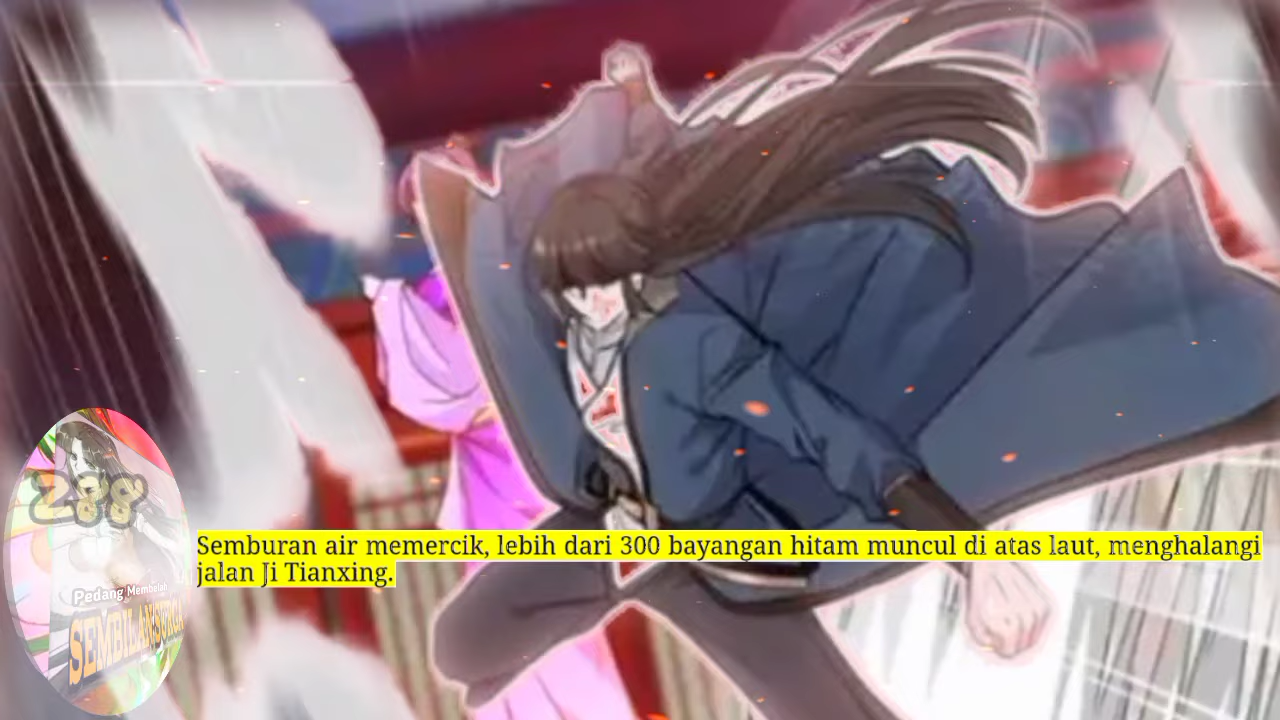 288
Pedang Membelah
SEMBILAN SURGA
Semburan air memercik, lebih dari 300 bayangan hitam muncul di atas laut, menghalangi
jalan Ji Tianxing.